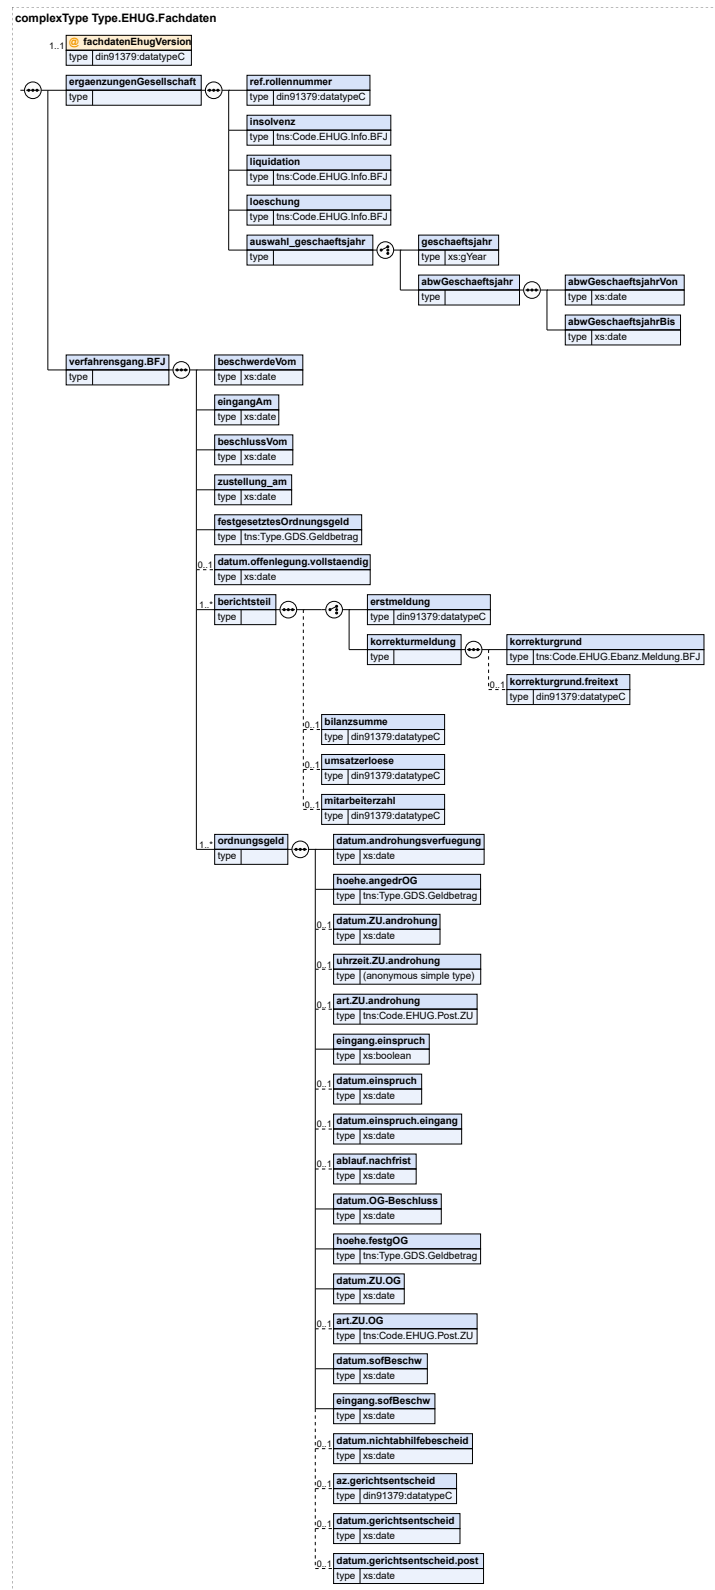 complexType Type.EHUG.Fachdaten
1..1
@ fachdatenEhugVersion
type din91379:datatypeC
ergaenzungenGesellschaft
type
ref.rollennummer
type din91379:datatypeC
insolvenz
type tns:Code.EHUG.Info.BFJ
liquidation
type tns:Code.EHUG.Info.BFJ
loeschung
type tns:Code.EHUG.Info.BFJ
auswahl_geschaeftsjahr
type
geschaeftsjahr
type xs:gYear
abwGeschaeftsjahr
type
abwGeschaeftsjahrVon
type xs:date
abwGeschaeftsjahrBis
type xs:date
verfahrensgang.BFJ
type
beschwerdeVom
type xs:date
eingangAm
type xs:date
beschlussVom
type xs:date
zustellung_am
type xs:date
festgesetztesOrdnungsgeld
type tns:Type.GDS.Geldbetrag
0..1
datum.offenlegung.vollstaendig
type xs:date
1..*
berichtsteil
type
erstmeldung
type din91379:datatypeC
korrekturmeldung
type
korrekturgrund
type tns:Code.EHUG.Ebanz.Meldung.BFJ
0..1
korrekturgrund.freitext
type din91379:datatypeC
0..1
bilanzsumme
type din91379:datatypeC
0..1
umsatzerloese
type din91379:datatypeC
0..1
mitarbeiterzahl
type din91379:datatypeC
1..*
ordnungsgeld
type
datum.androhungsverfuegung
type xs:date
hoehe.angedrOG
type tns:Type.GDS.Geldbetrag
0..1
datum.ZU.androhung
type xs:date
0..1
uhrzeit.ZU.androhung
type (anonymous simple type)
0..1
art.ZU.androhung
type tns:Code.EHUG.Post.ZU
eingang.einspruch
type xs:boolean
0..1
datum.einspruch
type xs:date
0..1
datum.einspruch.eingang
type xs:date
0..1
ablauf.nachfrist
type xs:date
datum.OG-Beschluss
type xs:date
hoehe.festgOG
type tns:Type.GDS.Geldbetrag
datum.ZU.OG
type xs:date
0..1
art.ZU.OG
type tns:Code.EHUG.Post.ZU
datum.sofBeschw
type xs:date
eingang.sofBeschw
type xs:date
0..1
datum.nichtabhilfebescheid
type xs:date
0..1
az.gerichtsentscheid
type din91379:datatypeC
0..1
datum.gerichtsentscheid
type xs:date
0..1
datum.gerichtsentscheid.post
type xs:date